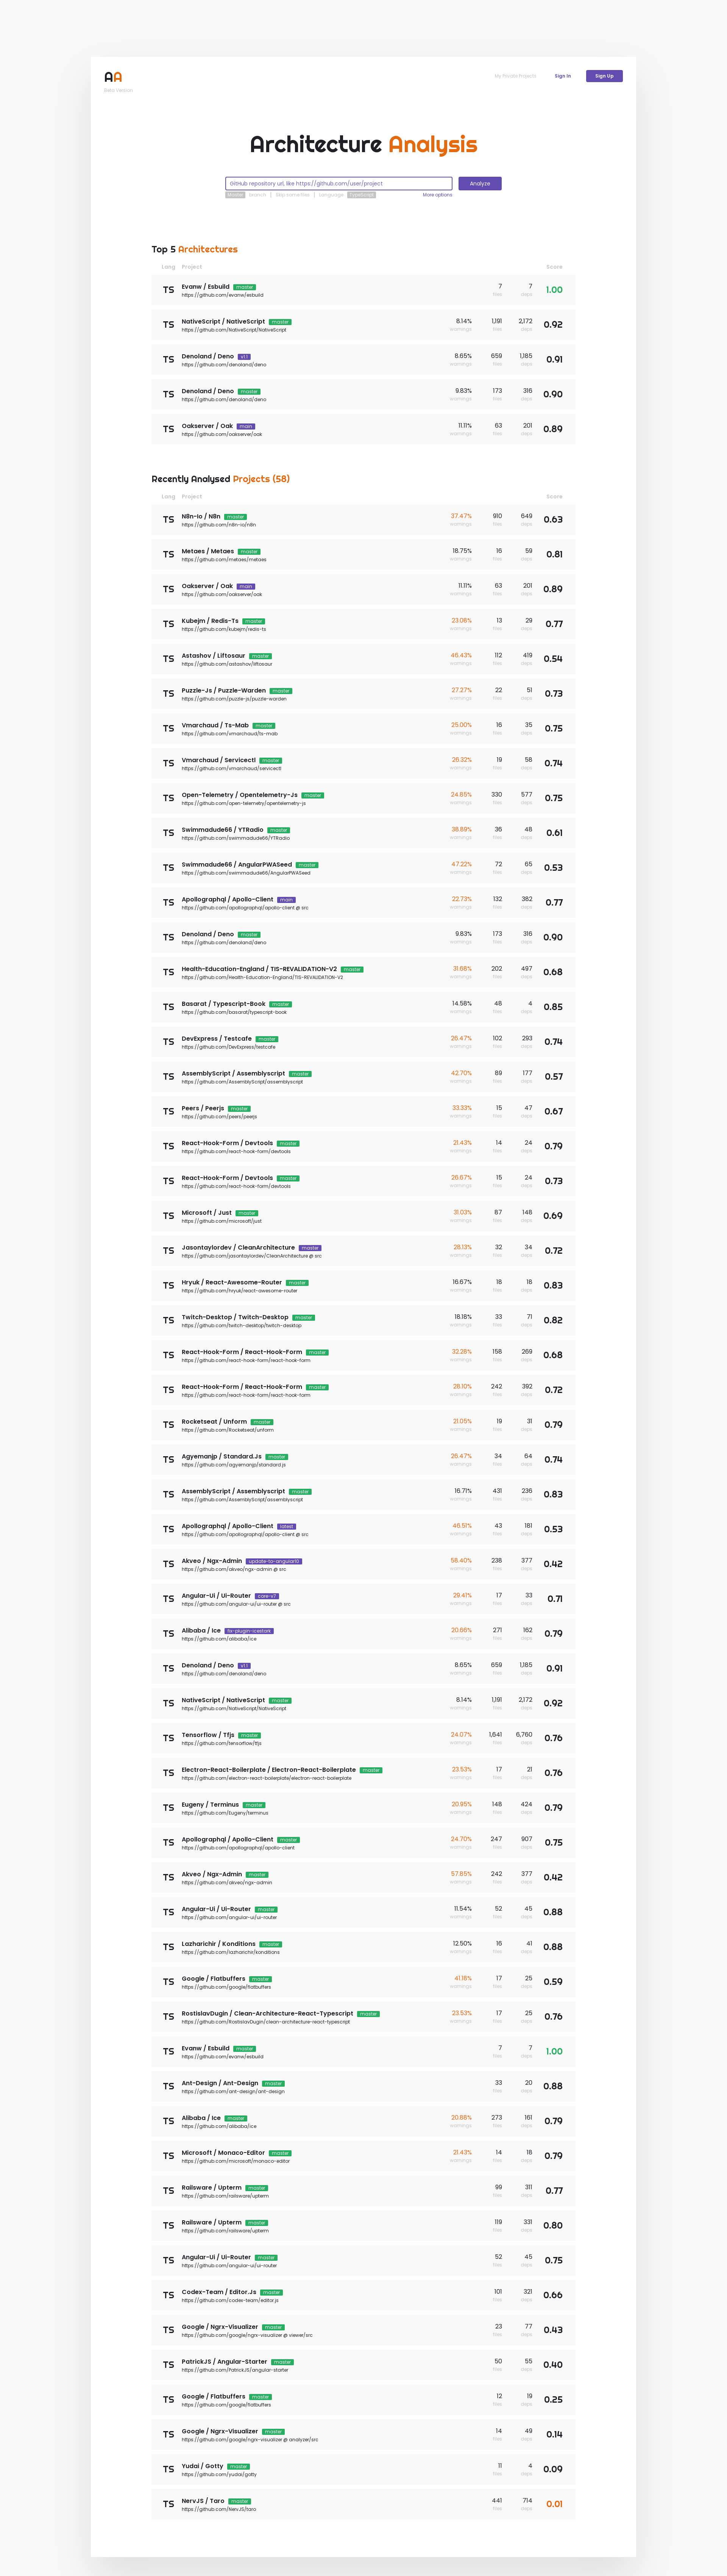 AA
Beta Version
My Private Projects Sign In Sign Up
Architecture Analysis
GitHub repository url, like https://github.com/user/project Analyze
branch | Language More options
Top 5 Architectures
Lang Project Score
TS Evanw / Esbuild master 7 7 1.00
https://github.com/evanw/esbuild files deps
TS NativeScript / NativeScript master 8.14% 1,191 2,172 0.92
https://github.com/NativeScript/NativeScript warnings files deps
TS Denoland / Deno v1.1 8.65% 659 1,185 0.91
https://github.com/denoland/deno warnings files deps
TS Denoland / Deno master 9.83% 173 316 0.90
https://github.com/denoland/deno warnings files deps
TS Oakserver / Oak main 11.11% 63 201 0.89
https://github.com/oakserver/oak warnings files deps
Recently Analysed Projects (58)
Lang Project Score
TS N8n-Io / N8n master 37.47% 910 649 0.63
https://github.com/n8n-io/n8n warnings files deps
TS Metaes / Metaes master 18.75% 16 59 0.81
https://github.com/metaes/metaes warnings files deps
TS Oakserver / Oak main 11.11% 63 201 0.89
https://github.com/oakserver/oak warnings files deps
TS Kubejm / Redis-Ts master 23.08% 13 29 0.77
https://github.com/kubejm/redis-ts warnings files deps
TS Astashov / Liftosaur master 46.43% 112 419 0.54
https://github.com/astashov/liftosaur warnings files deps
TS Puzzle-Js / Puzzle-Warden master 27.27% 22 51 0.73
https://github.com/puzzle-js/puzzle-warden warnings files deps
TS Vmarchaud / Ts-Mab master 25.00% 16 35 0.75
https://github.com/vmarchaud/ts-mab warnings files deps
TS Vmarchaud / Servicectl master 26.32% 19 58 0.74
https://github.com/vmarchaud/servicectl warnings files deps
TS Open-Telemetry / Opentelemetry-Js master 24.85% 330 577 0.75
https://github.com/open-telemetry/opentelemetry-js warnings files deps
TS Swimmadude66 / YTRadio master 38.89% 36 48 0.61
https://github.com/swimmadude66/YTRadio warnings files deps
TS Swimmadude66 / AngularPWASeed master 47.22% 72 65 0.53
https://github.com/swimmadude66/AngularPWASeed warnings files deps
TS Apollographql / Apollo-Client main 22.73% 132 382 0.77
https://github.com/apollographql/apollo-client @ src warnings files deps
TS Denoland / Deno master 9.83% 173 316 0.90
https://github.com/denoland/deno warnings files deps
TS Health-Education-England / TIS-REVALIDATION-V2 master 31.68% 202 497 0.68
https://github.com/Health-Education-England/TIS-REVALIDATION-V2 warnings files deps
TS Basarat / Typescript-Book master 14.58% 48 4 0.85
https://github.com/basarat/typescript-book warnings files deps
TS DevExpress / Testcafe master 26.47% 102 293 0.74
https://github.com/DevExpress/testcafe warnings files deps
TS AssemblyScript / Assemblyscript master 42.70% 89 177 0.57
https://github.com/AssemblyScript/assemblyscript warnings files deps
TS Peers / Peerjs master 33.33% 15 47 0.67
https://github.com/peers/peerjs warnings files deps
TS React-Hook-Form / Devtools master 21.43% 14 24 0.79
https://github.com/react-hook-form/devtools warnings files deps
TS React-Hook-Form / Devtools master 26.67% 15 24 0.73
https://github.com/react-hook-form/devtools warnings files deps
TS Microsoft / Just master 31.03% 87 148 0.69
https://github.com/microsoft/just warnings files deps
TS Jasontaylordev / CleanArchitecture master 28.13% 32 34 0.72
https://github.com/jasontaylordev/CleanArchitecture @ src warnings files deps
TS Hryuk / React-Awesome-Router master 16.67% 18 18 0.83
https://github.com/hryuk/react-awesome-router warnings files deps
TS Twitch-Desktop / Twitch-Desktop master 18.18% 33 71 0.82
https://github.com/twitch-desktop/twitch-desktop warnings files deps
TS React-Hook-Form / React-Hook-Form master 32.28% 158 269 0.68
https://github.com/react-hook-form/react-hook-form warnings files deps
TS React-Hook-Form / React-Hook-Form master 28.10% 242 392 0.72
https://github.com/react-hook-form/react-hook-form warnings files deps
TS Rocketseat / Unform master 21.05% 19 31 0.79
https://github.com/Rocketseat/unform warnings files deps
TS Agyemanjp / Standard.Js master 26.47% 34 64 0.74
https://github.com/agyemanjp/standard.js warnings files deps
TS AssemblyScript / Assemblyscript master 16.71% 431 236 0.83
https://github.com/AssemblyScript/assemblyscript warnings files deps
TS Apollographql / Apollo-Client latest 46.51% 43 181 0.53
https://github.com/apollographql/apollo-client @ src warnings files deps
TS Akveo / Ngx-Admin update-to-angular10 58.40% 238 377 0.42
https://github.com/akveo/ngx-admin @ src warnings files deps
TS Angular-Ui / Ui-Router core-v7 29.41% 17 33 0.71
https://github.com/angular-ui/ui-router @ src warnings files deps
TS Alibaba / Ice fix-plugin-icestark 20.66% 271 162 0.79
https://github.com/alibaba/ice warnings files deps
TS Denoland / Deno v1.1 8.65% 659 1,185 0.91
https://github.com/denoland/deno warnings files deps
TS NativeScript / NativeScript master 8.14% 1,191 2,172 0.92
https://github.com/NativeScript/NativeScript warnings files deps
TS Tensorflow / Tfjs master 24.07% 1,641 6,760 0.76
https://github.com/tensorflow/tfjs warnings files deps
TS Electron-React-Boilerplate / Electron-React-Boilerplate master 23.53% 17 21 0.76
https://github.com/electron-react-boilerplate/electron-react-boilerplate warnings files deps
TS Eugeny / Terminus master 20.95% 148 424 0.79
https://github.com/Eugeny/terminus warnings files deps
TS Apollographql / Apollo-Client master 24.70% 247 907 0.75
https://github.com/apollographql/apollo-client warnings files deps
TS Akveo / Ngx-Admin master 57.85% 242 377 0.42
https://github.com/akveo/ngx-admin warnings files deps
TS Angular-Ui / Ui-Router master 11.54% 52 45 0.88
https://github.com/angular-ui/ui-router warnings files deps
TS Lazharichir / Konditions master 12.50% 16 41 0.88
https://github.com/lazharichir/konditions warnings files deps
TS Google / Flatbuffers master 41.18% 17 25 0.59
https://github.com/google/flatbuffers warnings files deps
TS RostislavDugin / Clean-Architecture-React-Typescript master 23.53% 17 25 0.76
https://github.com/RostislavDugin/clean-architecture-react-typescript warnings files deps
TS Evanw / Esbuild master 7 7 1.00
https://github.com/evanw/esbuild files deps
TS Ant-Design / Ant-Design master 33 20 0.88
https://github.com/ant-design/ant-design files deps
TS Alibaba / Ice master 20.88% 273 161 0.79
https://github.com/alibaba/ice warnings files deps
TS Microsoft / Monaco-Editor master 21.43% 14 18 0.79
https://github.com/microsoft/monaco-editor warnings files deps
TS Railsware / Upterm master 99 311 0.77
https://github.com/railsware/upterm files deps
TS Railsware / Upterm master 119 331 0.80
https://github.com/railsware/upterm files deps
TS Angular-Ui / Ui-Router master 52 45 0.75
https://github.com/angular-ui/ui-router files deps
TS Codex-Team / Editor.Js master 101 321 0.66
https://github.com/codex-team/editor.js files deps
TS Google / Ngrx-Visualizer master 23 77 0.43
https://github.com/google/ngrx-visualizer @ viewer/src files deps
TS PatrickJS / Angular-Starter master 50 55 0.40
https://github.com/PatrickJS/angular-starter files deps
TS Google / Flatbuffers master 12 19 0.25
https://github.com/google/flatbuffers files deps
TS Google / Ngrx-Visualizer master 14 49 0.14
https://github.com/google/ngrx-visualizer @ analyzer/src files deps
TS Yudai / Gotty master 11 4 0.09
https://github.com/yudai/gotty files deps
TS NervJS / Taro master 441 714 0.01
https://github.com/NervJS/taro files deps